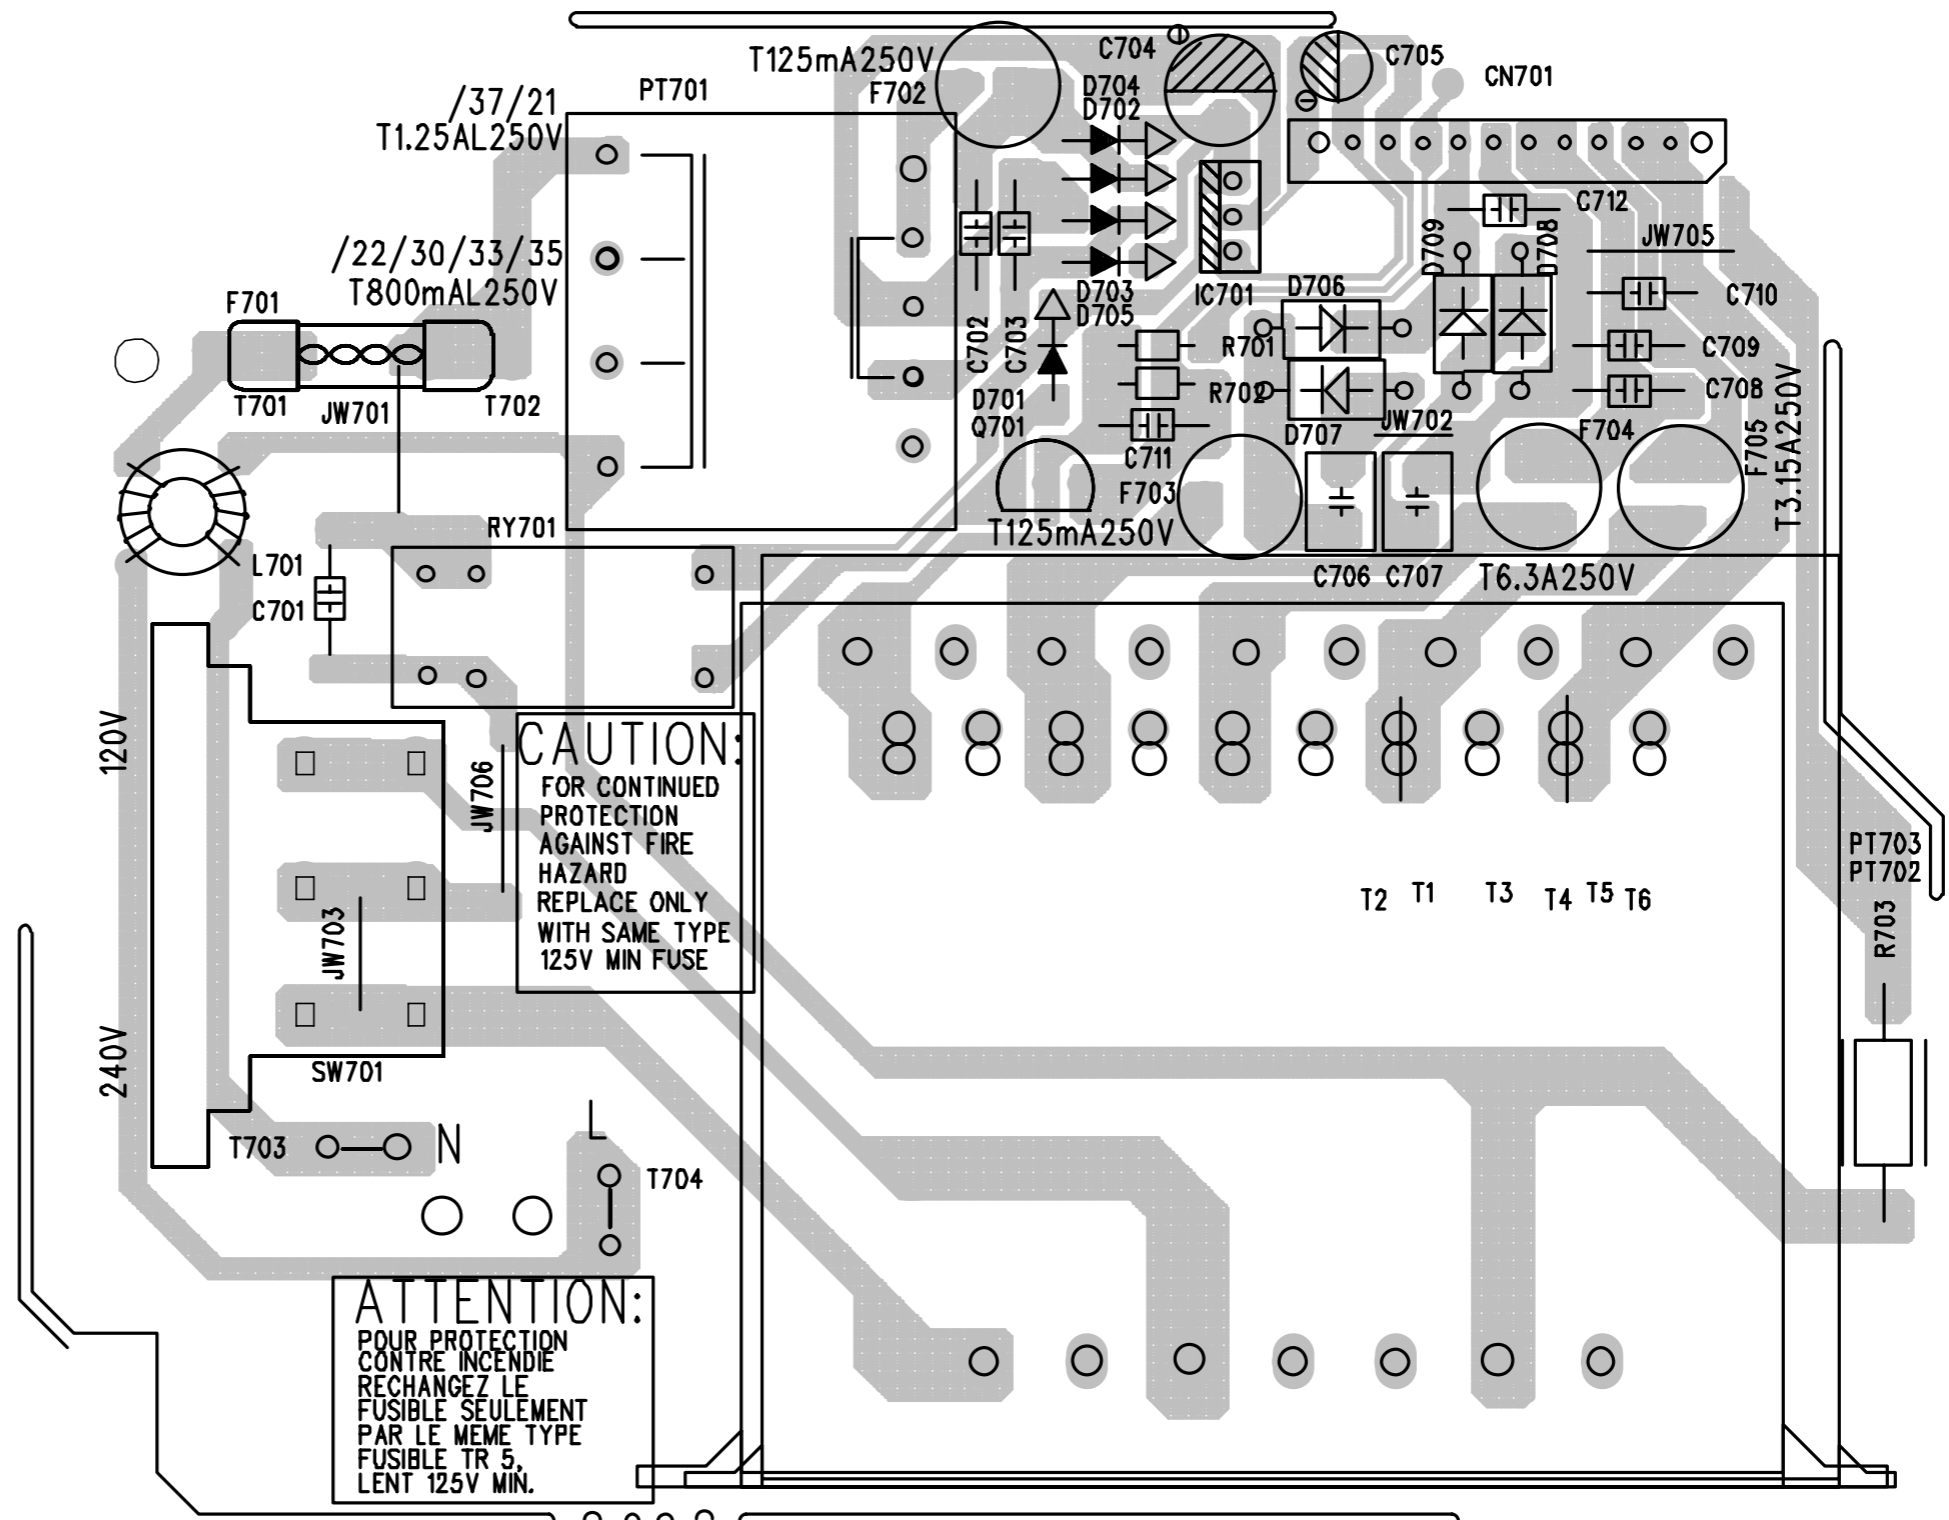 T125mA250V
F702
C704
C705
CN701
D704
D702
/37/21
T1.25AL250V
PT701
/22/30/33/35
T800mAL250V
F701
T701
JW701
T702
C702
C703
D703
D705
IC701
D706
D709
D708
C712
JW705
C710
C709
C708
R701
R702
D701
Q701
C711
D707
JW702
F704
F705
T3.15A250V
F703
T125mA250V
C706
C707
T6.3A250V
RY701
L701
C701
120V
240V
JW706
JW703
SW701
CAUTION:
FOR CONTINUED
PROTECTION
AGAINST FIRE
HAZARD
REPLACE ONLY
WITH SAME TYPE
125V MIN FUSE
T2
T1
T3
T4
T5
T6
PT703
PT702
R703
T703
N
L
T704
ATTENTION:
POUR PROTECTION
CONTRE INCENDIE
RECHANGEZ LE
FUSIBLE SEULEMENT
PAR LE MEME TYPE
FUSIBLE TR 5,
LENT 125V MIN.